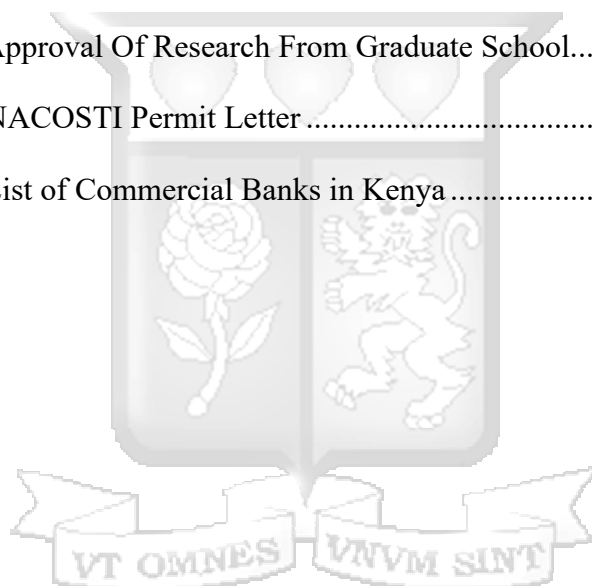 Approval Of Research From Graduate School...
NACOSTI Permit Letter ..................................
List of Commercial Banks in Kenya .................
VT OMNES VNVM SINT